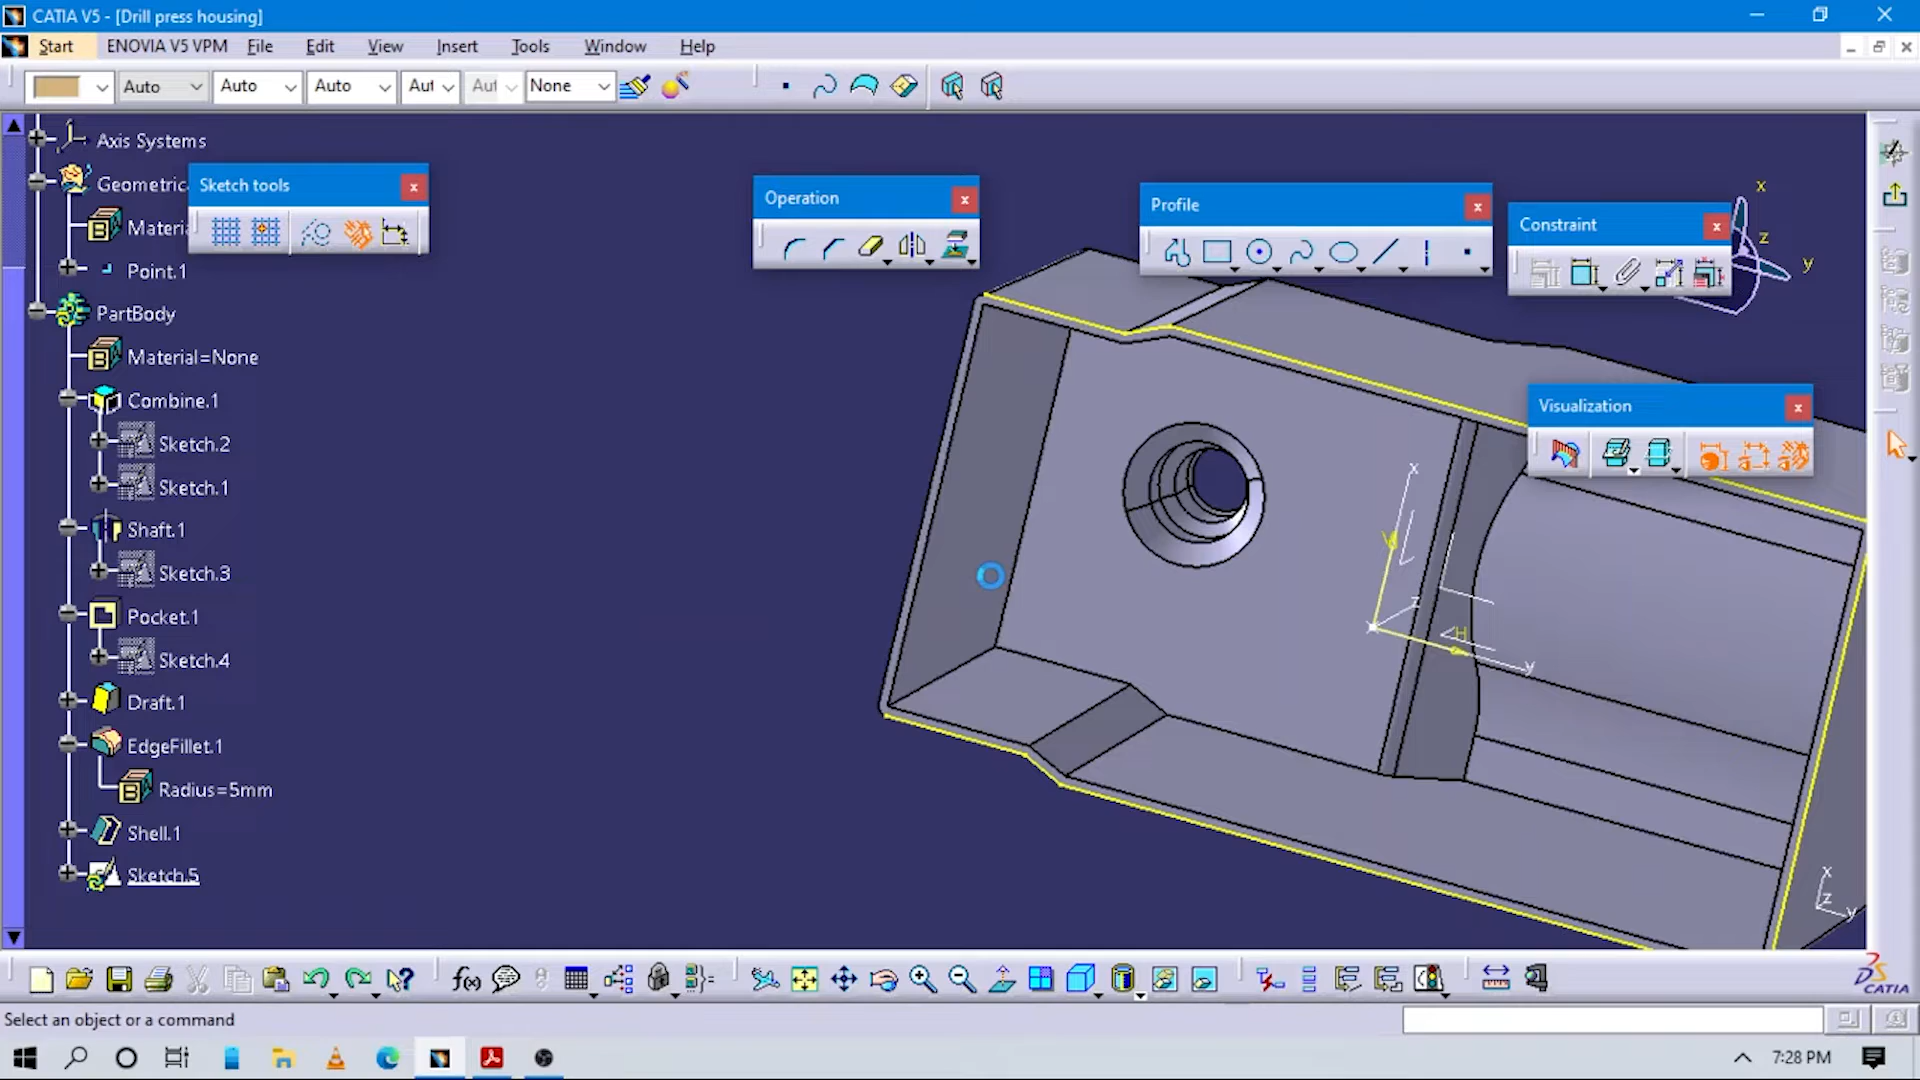 CATIA V5 - [Drill press housing]
Start ENOVIA V5 VPM File Edit View Insert Tools Window Help
Auto Auto Auto Aut Aut None
Axis Systems
Geometric
Materia
Point.1
PartBody
Material=None
Combine.1
Sketch.2
Sketch.1
Shaft.1
Sketch.3
Pocket.1
Sketch.4
Draft.1
EdgeFillet.1
Radius=5mm
Shell.1
Sketch.5
Sketch tools
Operation
Profile
Constraint
Visualization
x
z
y
x
V
z
H
y
x
z
y
f(x)
CATIA
Select an object or a command
7:28 PM